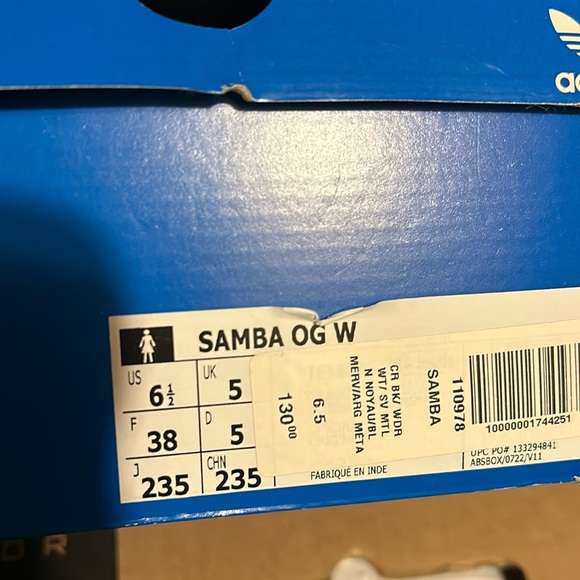 SAMBA OG W
US 6½ UK 5
F 38 D 5
J 235 CHN 235
110978
SAMBA
CR BK/ WDR
WT/ SV MTL
N NOYAU/BL
MERV/ARG MÉTA
6.5
130⁰⁰
10000001744251
UPC PO# 133294841
ABSBOX/0722/V11
FABRIQUÉ EN INDE